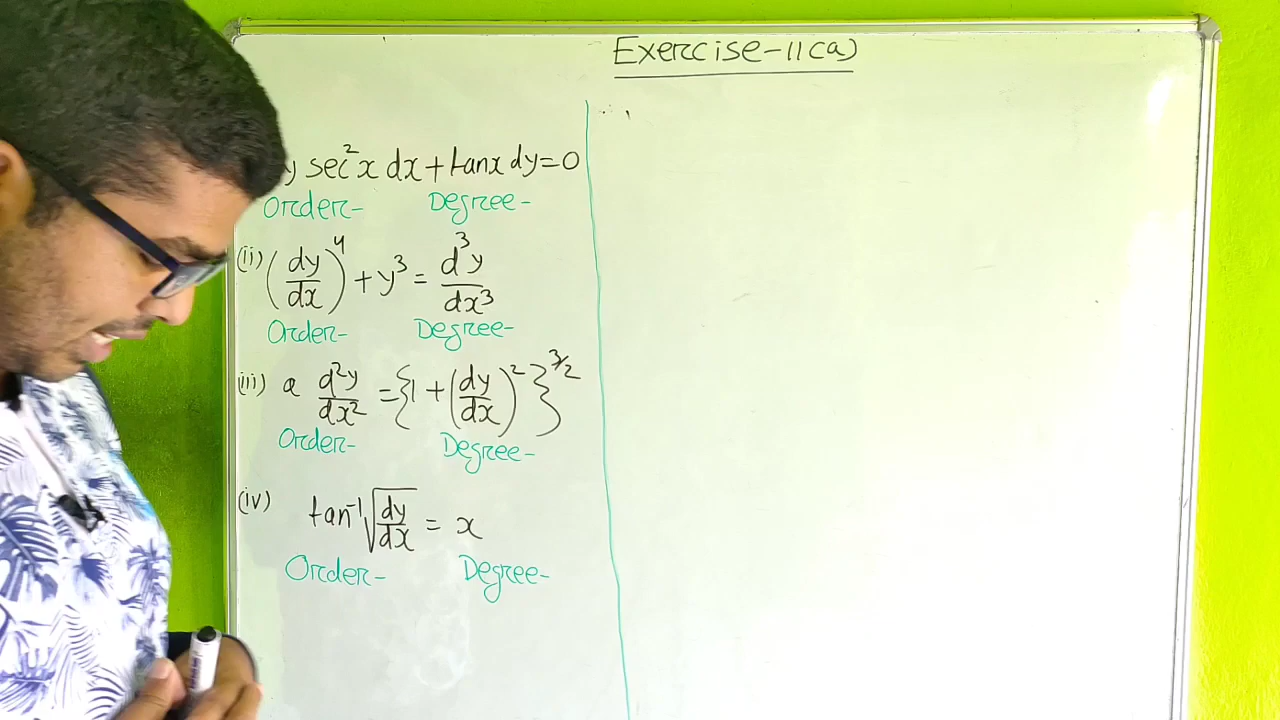 Exercise-11(a)
y sec²x dx + tanx dy = 0
Order- Degree-
(ii) (dy/dx)⁴ + y³ = d³y/dx³
Order- Degree-
(iii) a d²y/dx² = {1 + (dy/dx)²}^3/2
Order- Degree-
(iv) tan⁻¹√(dy/dx) = x
Order- Degree-